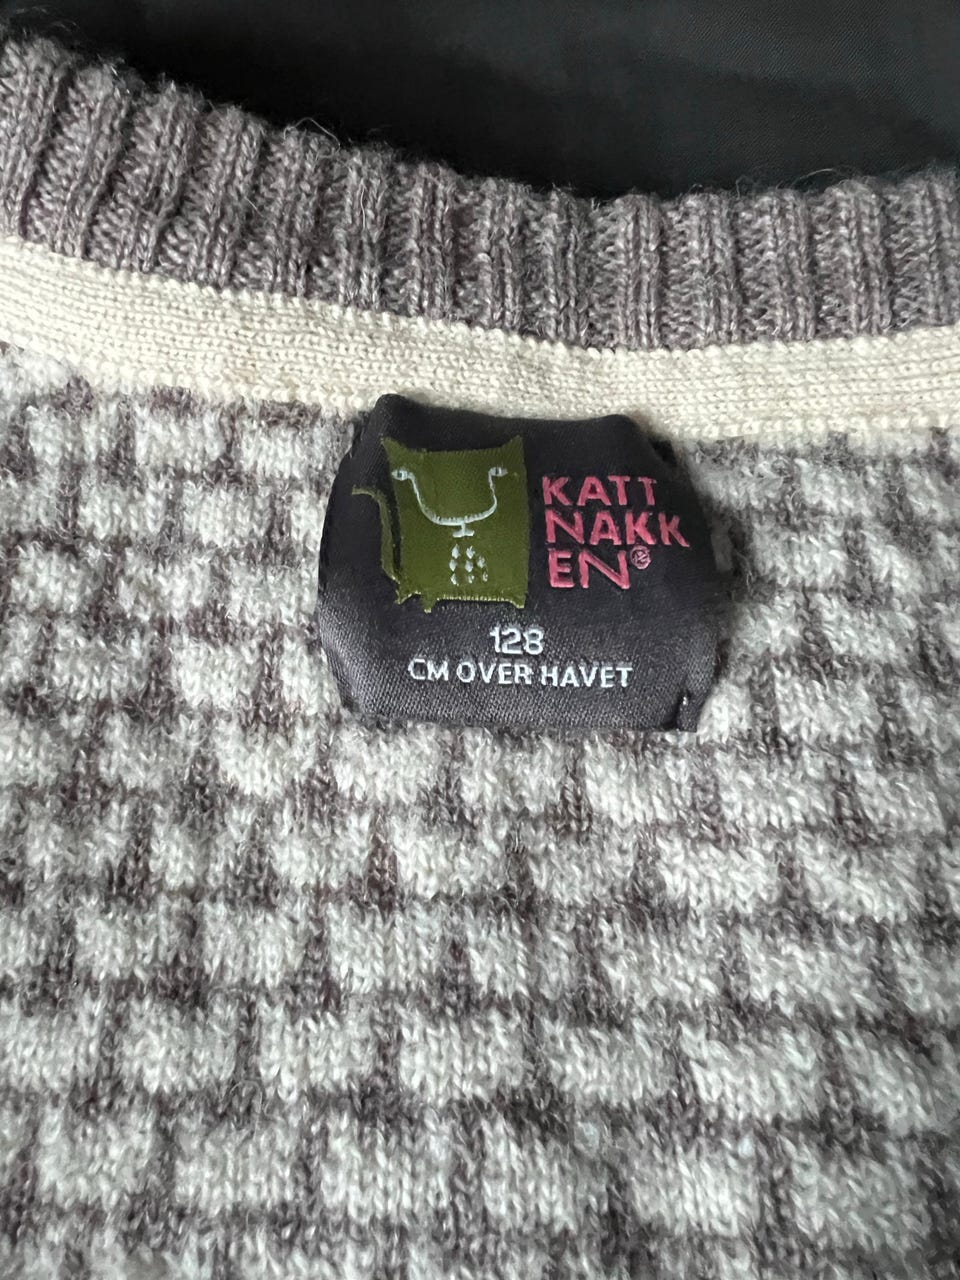 KATT
NAKK
EN®
128
CM OVER HAVET